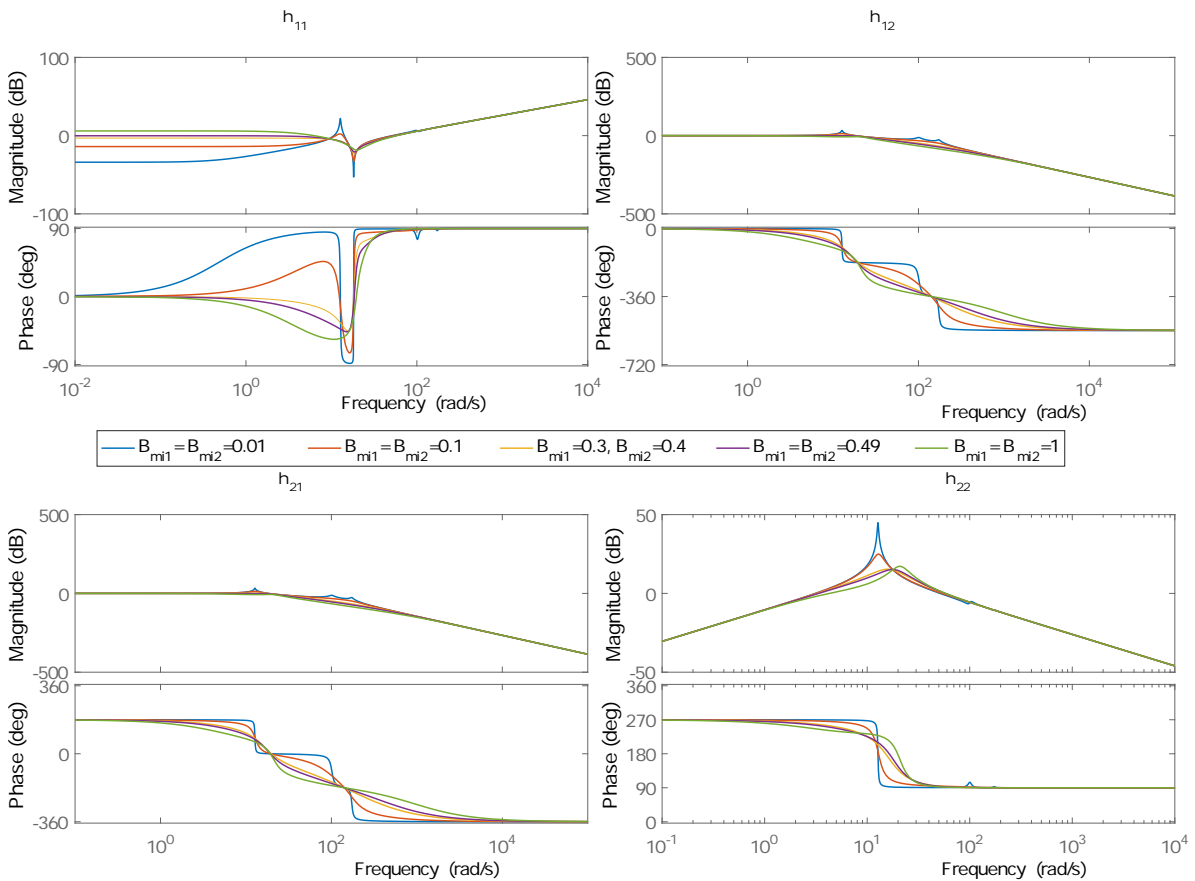 h11
h12
100
0
-100
Magnitude (dB)
500
0
-500
Magnitude (dB)
90
0
-90
Phase (deg)
0
-360
-720
Phase (deg)
10-2
100
102
104
Frequency (rad/s)
100
102
104
Frequency (rad/s)
Bmi1=Bmi2=0.01
Bmi1=Bmi2=0.1
Bmi1=0.3, Bmi2=0.4
Bmi1=Bmi2=0.49
Bmi1=Bmi2=1
h21
h22
500
0
-500
Magnitude (dB)
50
0
-50
Magnitude (dB)
360
0
-360
Phase (deg)
360
270
180
90
0
Phase (deg)
100
102
104
Frequency (rad/s)
10-1
100
101
102
103
104
Frequency (rad/s)